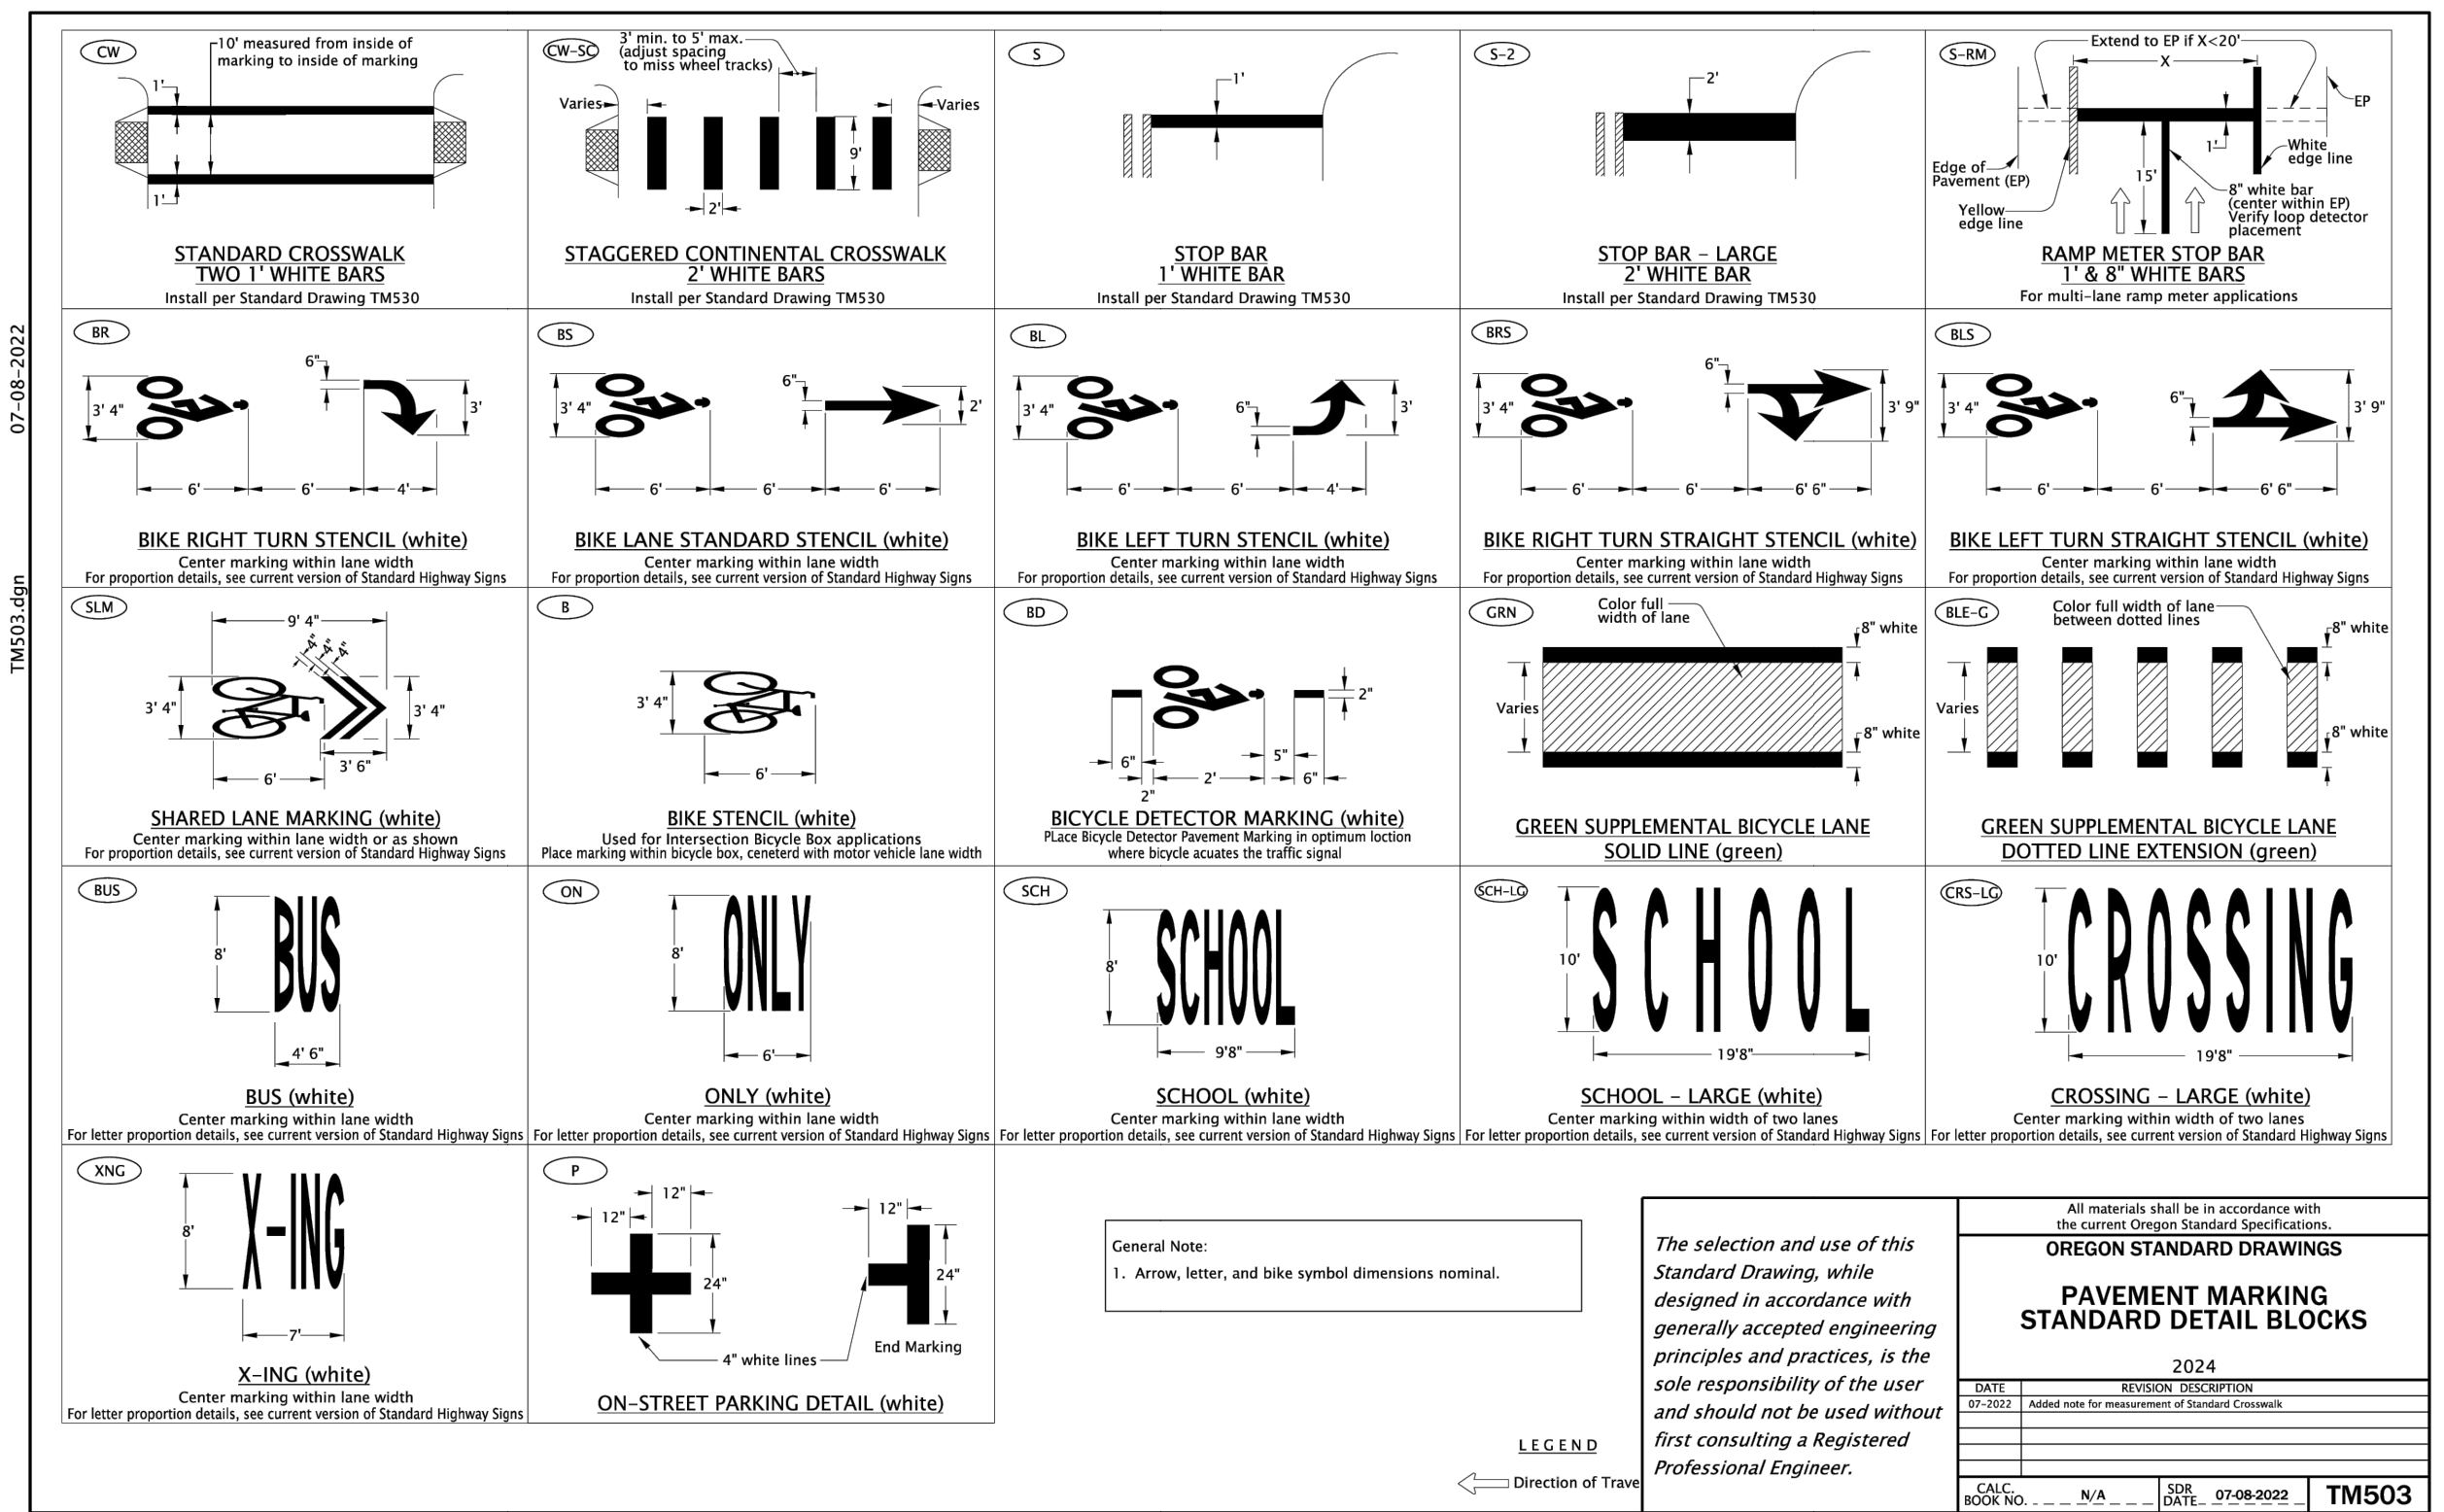 07-08-2022
TM503.dgn
CW
10' measured from inside of
marking to inside of marking
1'
1'
STANDARD CROSSWALK
TWO 1' WHITE BARS
Install per Standard Drawing TM530
CW-SC
3' min. to 5' max.
(adjust spacing
to miss wheel tracks)
Varies
Varies
9'
2'
STAGGERED CONTINENTAL CROSSWALK
2' WHITE BARS
Install per Standard Drawing TM530
S
1'
STOP BAR
1' WHITE BAR
Install per Standard Drawing TM530
S-2
2'
STOP BAR - LARGE
2' WHITE BAR
Install per Standard Drawing TM530
S-RM
Extend to EP if X<20'
X
EP
1'
White
edge line
Edge of
Pavement (EP)
15'
8" white bar
(center within EP)
Verify loop detector
placement
Yellow
edge line
RAMP METER STOP BAR
1' & 8" WHITE BARS
For multi-lane ramp meter applications
BR
6"
3' 4"
3'
6'
6'
4'
BIKE RIGHT TURN STENCIL (white)
Center marking within lane width
For proportion details, see current version of Standard Highway Signs
BS
6"
3' 4"
2'
6'
6'
6'
BIKE LANE STANDARD STENCIL (white)
Center marking within lane width
For proportion details, see current version of Standard Highway Signs
BL
3' 4"
6"
3'
6'
6'
4'
BIKE LEFT TURN STENCIL (white)
Center marking within lane width
For proportion details, see current version of Standard Highway Signs
BRS
6"
3' 4"
3' 9"
6'
6'
6' 6"
BIKE RIGHT TURN STRAIGHT STENCIL (white)
Center marking within lane width
For proportion details, see current version of Standard Highway Signs
BLS
3' 4"
6"
3' 9"
6'
6'
6' 6"
BIKE LEFT TURN STRAIGHT STENCIL (white)
Center marking within lane width
For proportion details, see current version of Standard Highway Signs
SLM
9' 4"
4"
4"
4"
3' 4"
3' 4"
3' 6"
6'
SHARED LANE MARKING (white)
Center marking within lane width or as shown
For proportion details, see current version of Standard Highway Signs
B
3' 4"
6'
BIKE STENCIL (white)
Used for Intersection Bicycle Box applications
Place marking within bicycle box, ceneterd with motor vehicle lane width
BD
2"
6"
5"
2'
6"
2"
BICYCLE DETECTOR MARKING (white)
PLace Bicycle Detector Pavement Marking in optimum loction
where bicycle acuates the traffic signal
GRN
Color full
width of lane
8" white
Varies
8" white
GREEN SUPPLEMENTAL BICYCLE LANE
SOLID LINE (green)
BLE-G
Color full width of lane
between dotted lines
8" white
Varies
8" white
GREEN SUPPLEMENTAL BICYCLE LANE
DOTTED LINE EXTENSION (green)
BUS
8'
BUS
4' 6"
BUS (white)
Center marking within lane width
For letter proportion details, see current version of Standard Highway Signs
ON
8'
ONLY
6'
ONLY (white)
Center marking within lane width
For letter proportion details, see current version of Standard Highway Signs
SCH
8'
SCHOOL
9'8"
SCHOOL (white)
Center marking within lane width
For letter proportion details, see current version of Standard Highway Signs
SCH-LG
10'
SCHOOL
19'8"
SCHOOL - LARGE (white)
Center marking within width of two lanes
For letter proportion details, see current version of Standard Highway Signs
CRS-LG
10'
CROSSING
19'8"
CROSSING - LARGE (white)
Center marking within width of two lanes
For letter proportion details, see current version of Standard Highway Signs
XNG
8'
X-ING
7'
X-ING (white)
Center marking within lane width
For letter proportion details, see current version of Standard Highway Signs
P
12"
12"
24"
12"
24"
End Marking
4" white lines
ON-STREET PARKING DETAIL (white)
General Note:
1. Arrow, letter, and bike symbol dimensions nominal.
LEGEND
Direction of Trave
The selection and use of this
Standard Drawing, while
designed in accordance with
generally accepted engineering
principles and practices, is the
sole responsibility of the user
and should not be used without
first consulting a Registered
Professional Engineer.
All materials shall be in accordance with
the current Oregon Standard Specifications.
OREGON STANDARD DRAWINGS
PAVEMENT MARKING
STANDARD DETAIL BLOCKS
2024
DATE REVISION DESCRIPTION
07-2022 Added note for measurement of Standard Crosswalk
CALC.
BOOK NO. N/A
SDR
DATE 07-08-2022
TM503